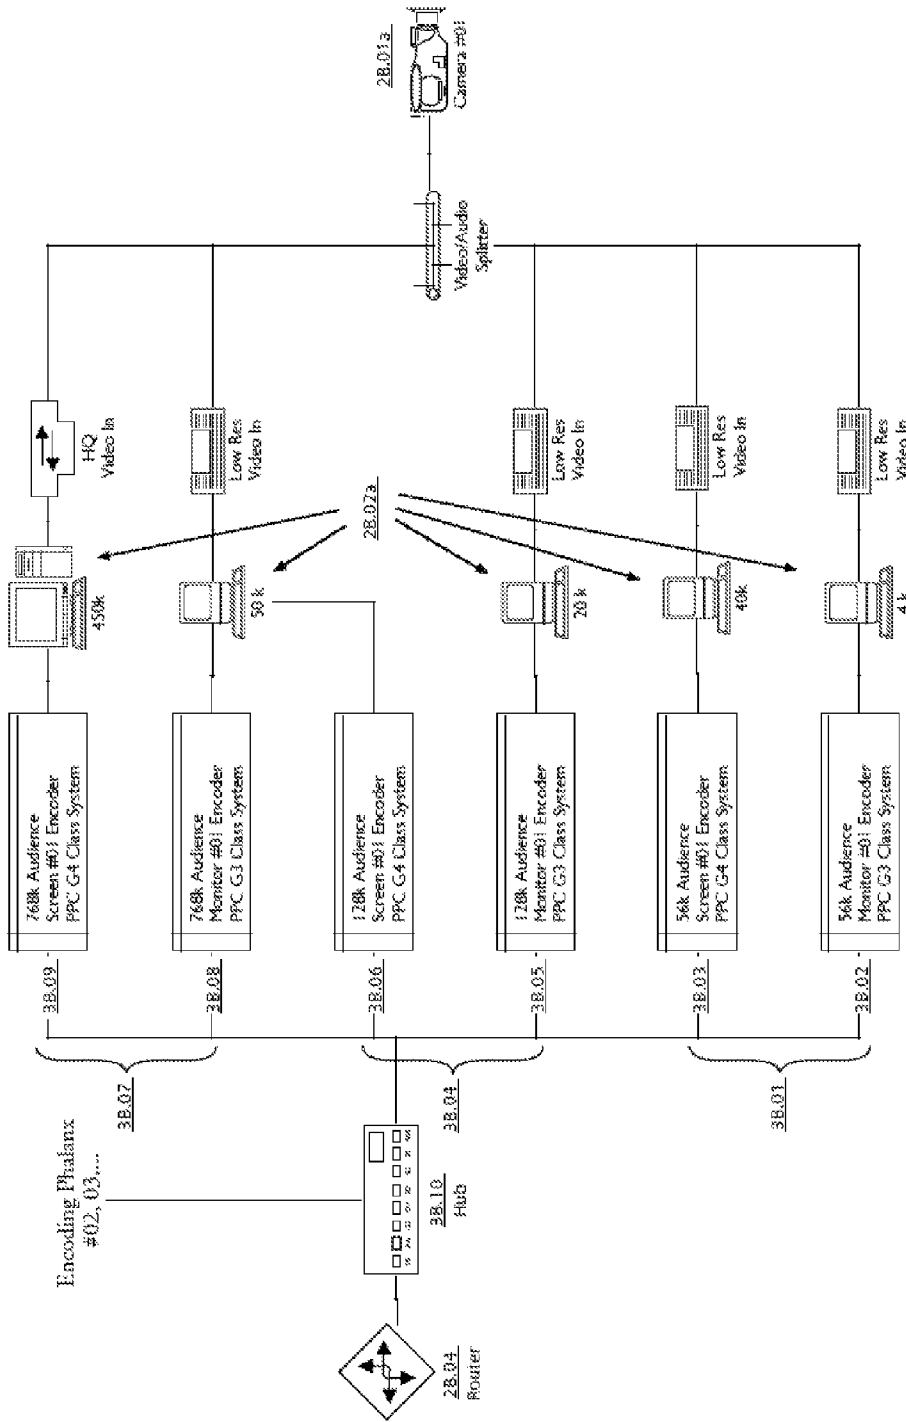 Encoding Phalanx
#02, 03,...
3B.07
3B.09
768k Audience
Screen #01 Encoder
PPC G4 Class System
450k
HQ
Video In
3B.08
768k Audience
Monitor #01 Encoder
PPC G3 Class System
50 k
Low Res
Video In
2B.02a
2B.01a
Camera #01
Video/Audio
Splitter
2B.04
Router
3B.10
Hub
3B.04
3B.06
128k Audience
Screen #01 Encoder
PPC G4 Class System
3B.05
128k Audience
Monitor #01 Encoder
PPC G3 Class System
20 k
Low Res
Video In
3B.01
3B.03
56k Audience
Screen #01 Encoder
PPC G4 Class System
40k
Low Res
Video In
3B.02
56k Audience
Monitor #01 Encoder
PPC G3 Class System
4 k
Low Res
Video In